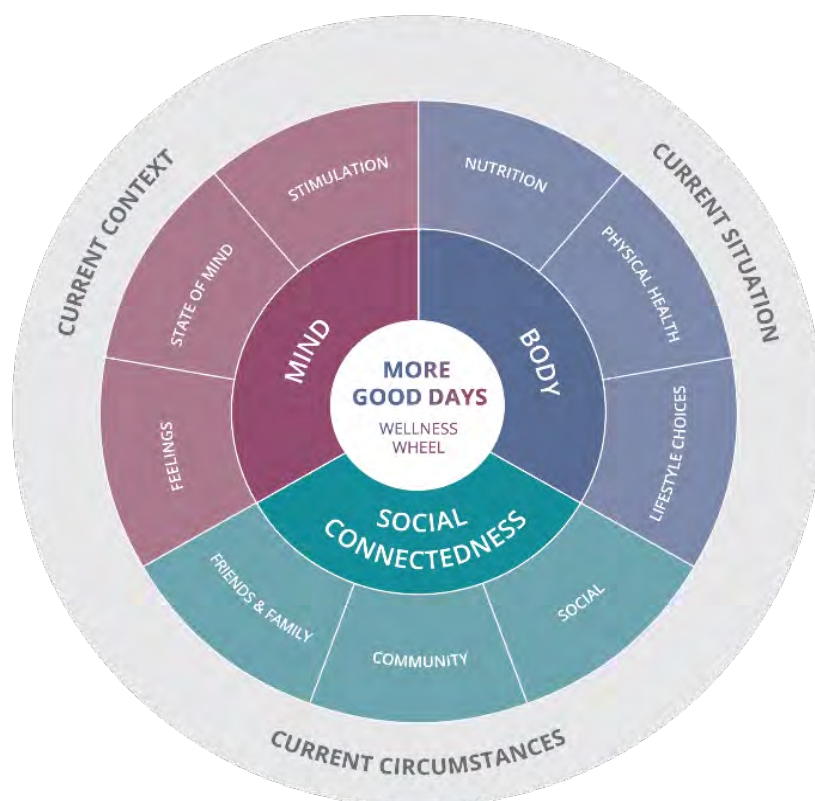 CURRENT CONTEXT
CURRENT SITUATION
CURRENT CIRCUMSTANCES
STIMULATION
STATE OF MIND
FEELINGS
NUTRITION
PHYSICAL HEALTH
LIFESTYLE CHOICES
FRIENDS & FAMILY
COMMUNITY
SOCIAL
MIND
BODY
SOCIAL
CONNECTEDNESS
MORE
GOOD DAYS
WELLNESS
WHEEL